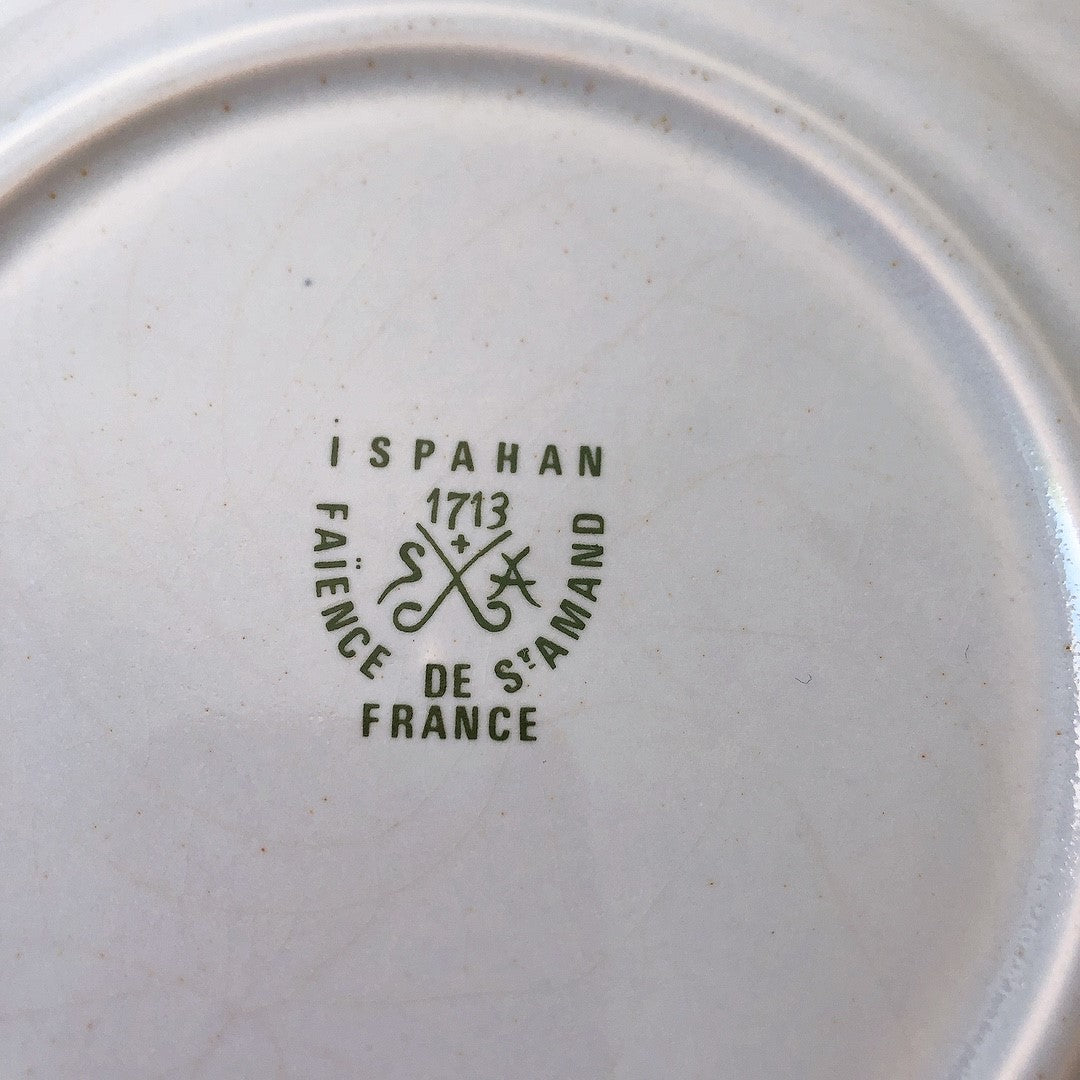 ISPAHAN
1713
S A
FAÏENCE DE Sᵀ AMAND
FRANCE